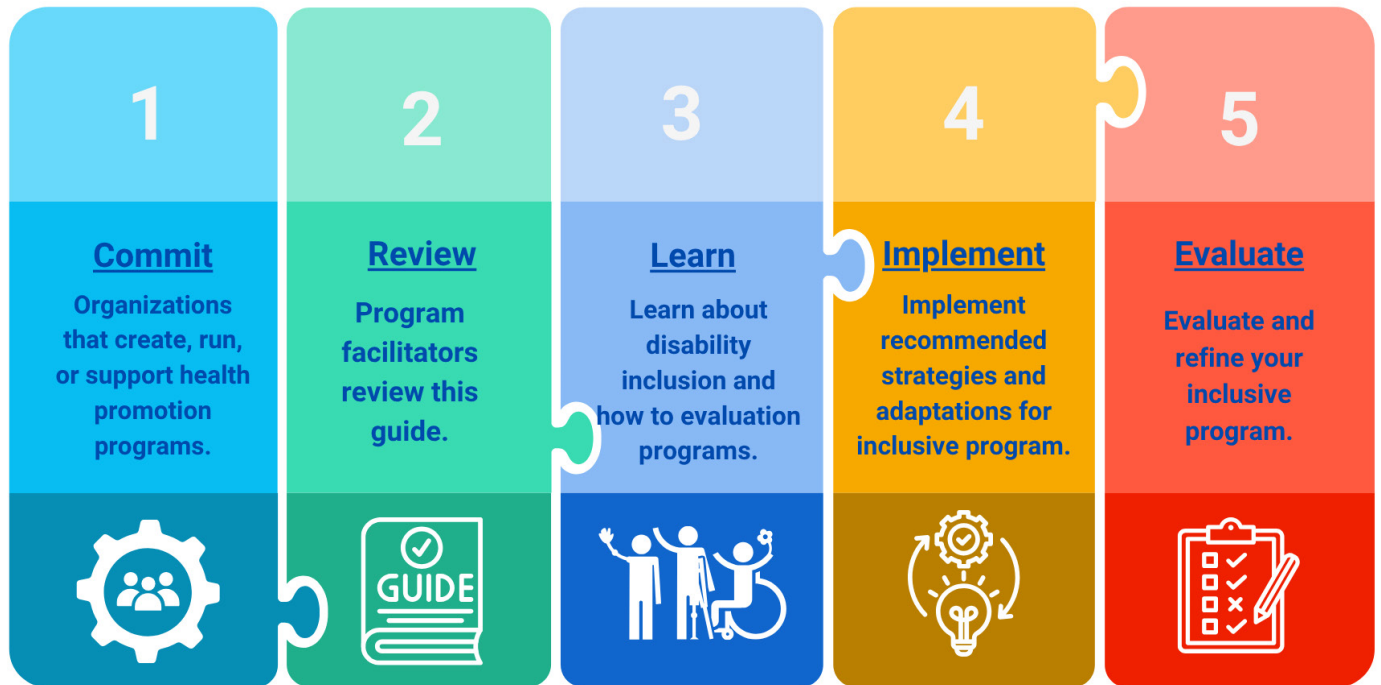 1
Commit
Organizations
that create, run,
or support health
promotion
programs.
2
Review
Program
facilitators
review this
guide.
GUIDE
3
Learn
Learn about
disability
inclusion and
how to evaluation
programs.
4
Implement
Implement
recommended
strategies and
adaptations for
inclusive program.
5
Evaluate
Evaluate and
refine your
inclusive
program.